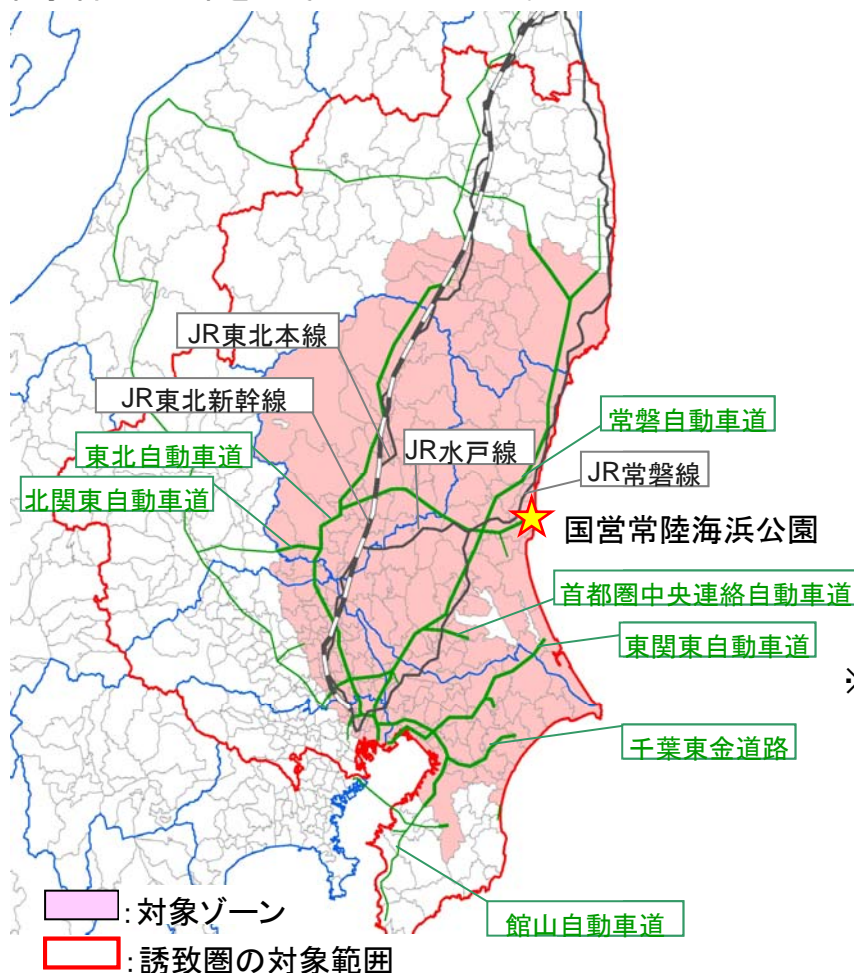 JR東北本線
JR東北新幹線
東北自動車道
北関東自動車道
JR水戸線
常磐自動車道
JR常磐線
国営常陸海浜公園
首都圏中央連絡自動車道
東関東自動車道
※
千葉東金道路
館山自動車道
:対象ゾーン
:誘致圏の対象範囲